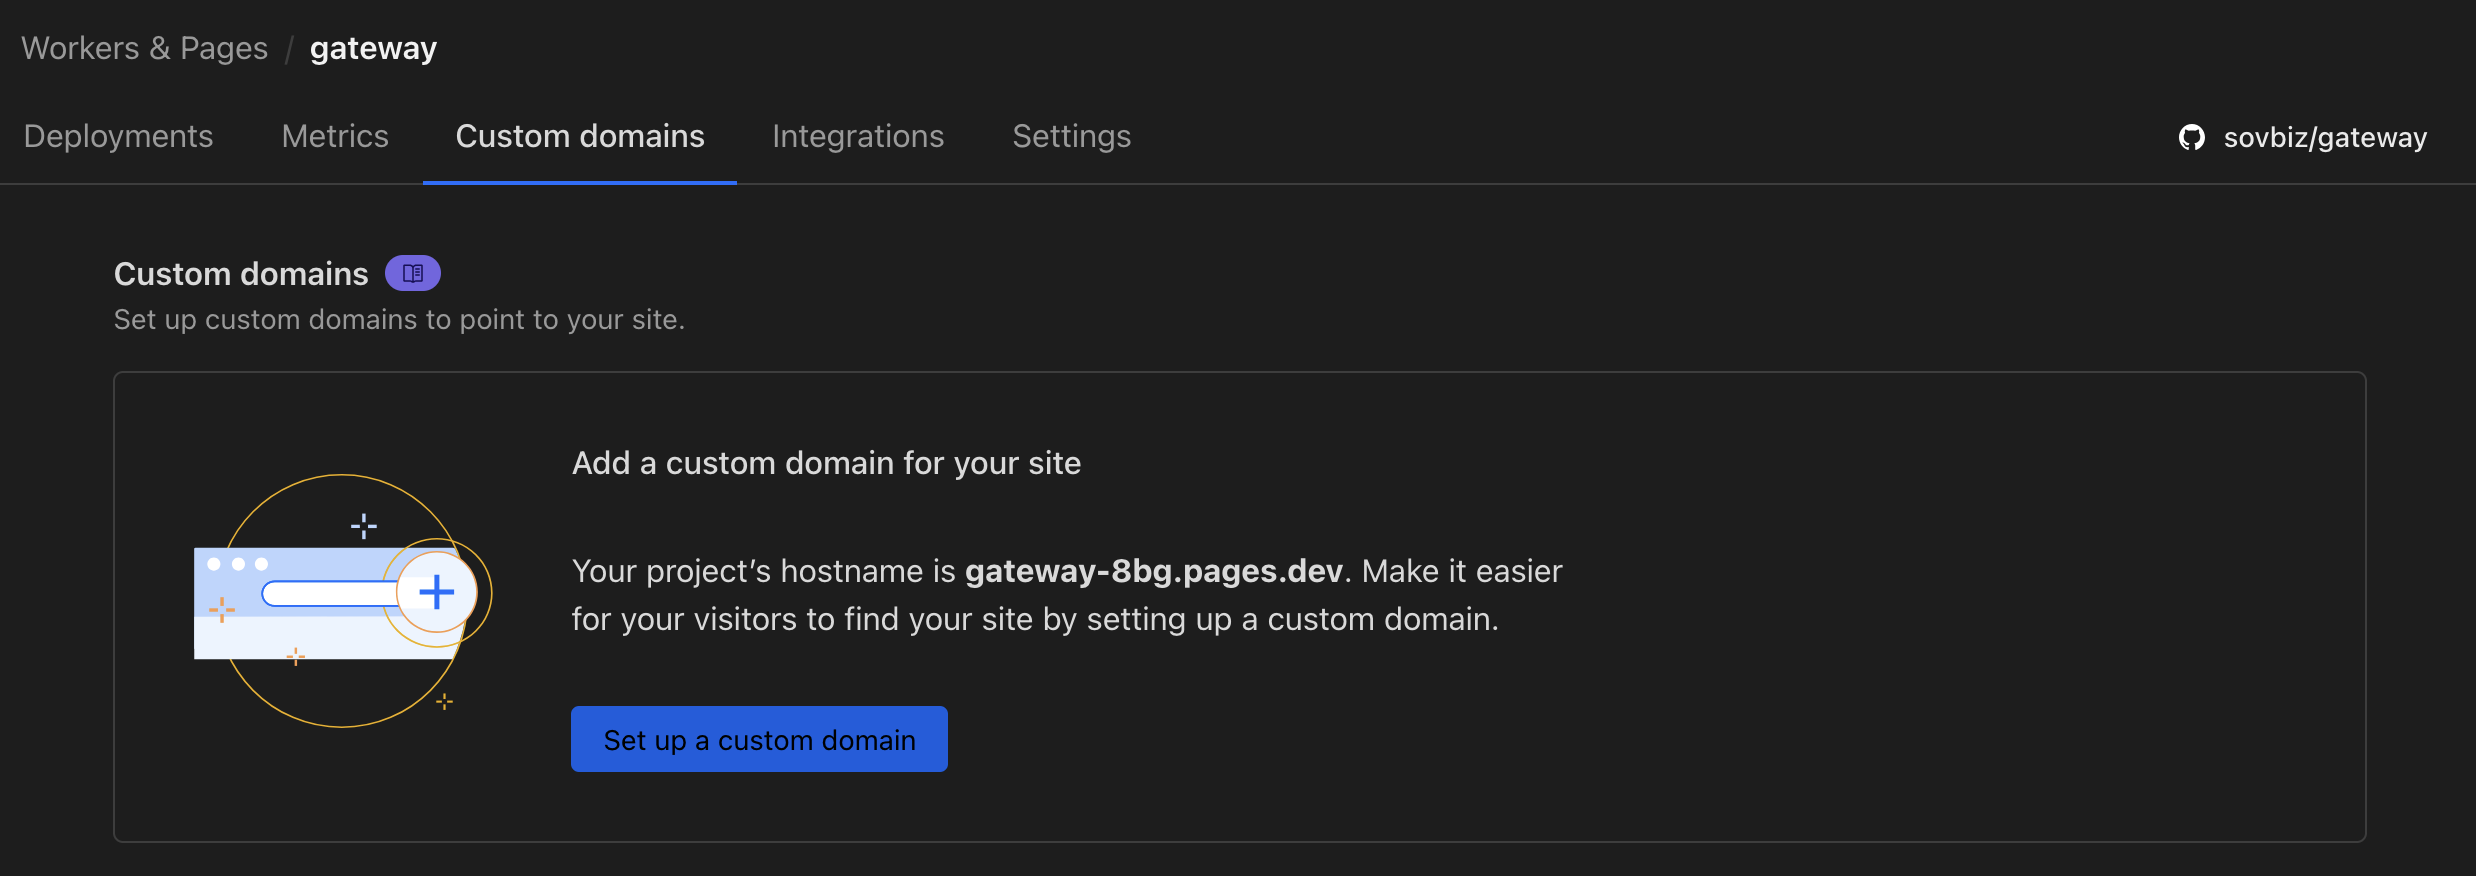 Workers & Pages / gateway
Deployments Metrics Custom domains Integrations Settings sovbiz/gateway
Custom domains
Set up custom domains to point to your site.
Add a custom domain for your site
Your project’s hostname is gateway-8bg.pages.dev. Make it easier
for your visitors to find your site by setting up a custom domain.
Set up a custom domain